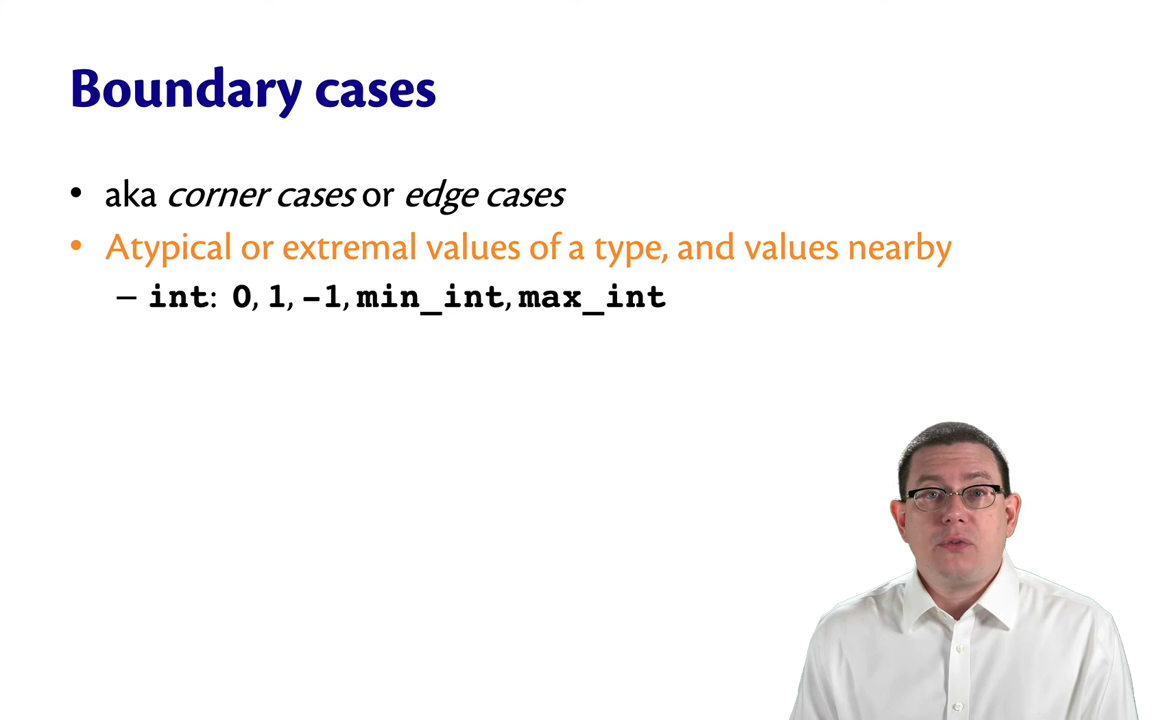 Boundary cases
• aka corner cases or edge cases
• Atypical or extremal values of a type, and values nearby
– int: 0, 1, -1, min_int, max_int